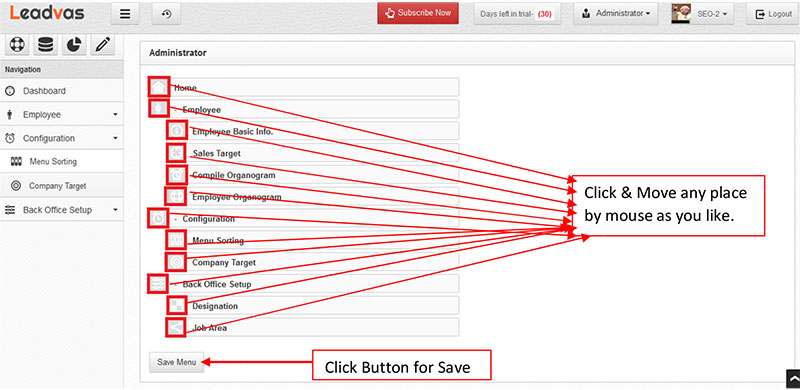 Leadvas
Subscribe Now
Days left in trial- (30)
Administrator
SEO-2
Logout
Navigation
Dashboard
Employee
Configuration
Menu Sorting
Company Target
Back Office Setup
Administrator
Home
- Employee
Employee Basic Info.
Sales Target
Compile Organogram
Employee Organogram
- Configuration
Menu Sorting
Company Target
- Back Office Setup
Designation
Job Area
Save Menu
Click & Move any place
by mouse as you like.
Click Button for Save